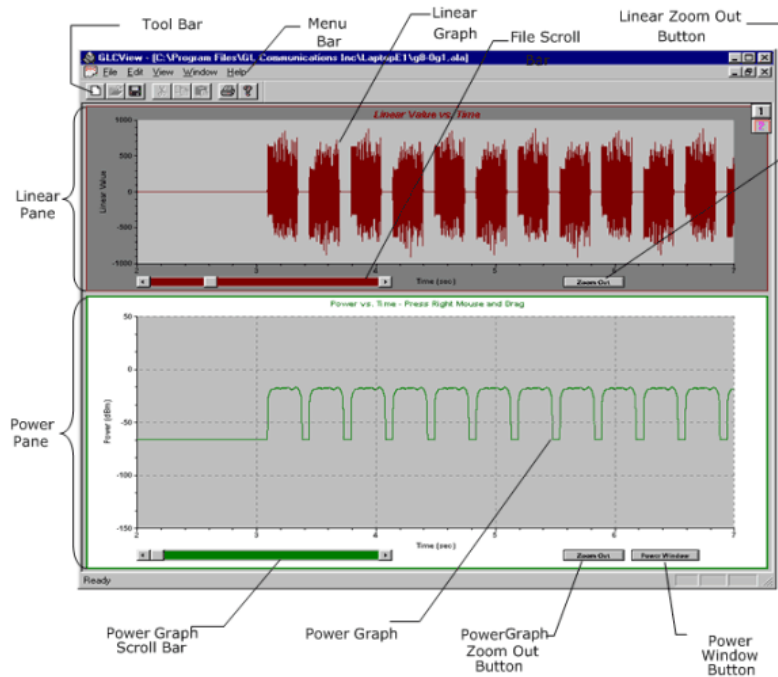 Tool Bar
Menu
Bar
Linear
Graph
File Scroll
Bar
Linear Zoom Out
Button
GLCView - [C:\Program Files\GL Communications Inc\LaptopE1\g0-0g1.ala]
File Edit View Window Help
Linear Value vs. Time
1
2
Linear
Pane
Linear Value
1000
500
0
-500
-1000
2 3 4 5 6 7
Time (sec)
Zoom Out
Power vs. Time - Press Right Mouse and Drag
Power
Pane
Power (dBm)
50
0
-50
-100
-150
2 3 4 5 6 7
Time (sec)
Zoom Out
Power Window
Ready
Power Graph
Scroll Bar
Power Graph
PowerGraph
Zoom Out
Button
Power
Window
Button